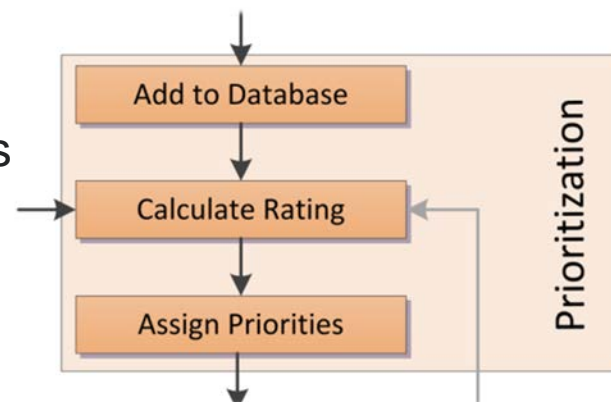 Add to Database
s
Calculate Rating
Assign Priorities
Prioritization